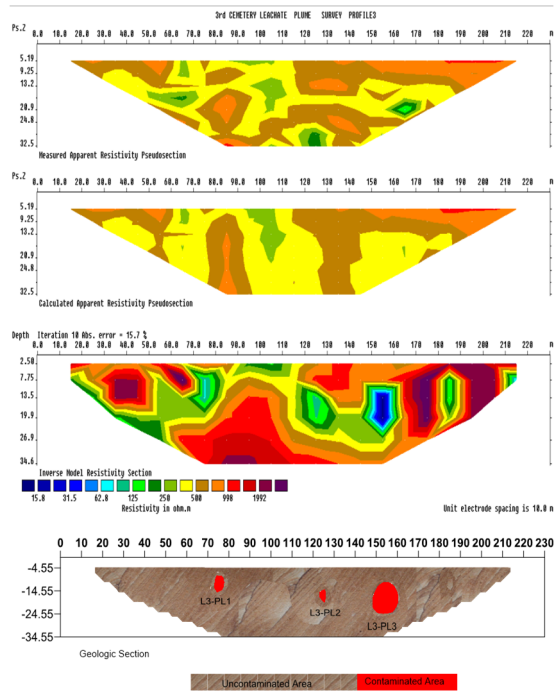 3rd CEMETERY LEACHATE PLUME SURVEY PROFILE3
Ps.Z 0.0 10.0 20.0 30.0 40.0 50.0 60.0 70.0 80.0 90.0 100 110 120 130 140 150 160 170 180 190 200 220 m
5.19
9.25
13.2
20.9
24.8
32.5
Measured Apparent Resistivity Pseudosection
Ps.Z 0.0 10.0 20.0 30.0 40.0 50.0 60.0 70.0 80.0 90.0 100 110 120 130 140 150 160 170 180 190 200 220 m
5.19
9.25
13.2
20.9
24.8
32.5
Calculated Apparent Resistivity Pseudosection
Depth Iteration 10 Abs. error = 15.7 %
0.0 10.0 20.0 30.0 40.0 50.0 60.0 70.0 80.0 90.0 100 110 120 130 140 150 160 170 180 190 200 220 m
2.50
7.75
13.5
19.9
26.9
34.6
Inverse Model Resistivity Section
15.8 31.5 62.8 125 250 500 998 1992
Resistivity in ohm.m
Unit electrode spacing is 10.0 m
0 10 20 30 40 50 60 70 80 90 100 110 120 130 140 150 160 170 180 190 200 210 220 230
-4.55
-14.55
-24.55
-34.55
L3-PL1
L3-PL2
L3-PL3
Geologic Section
Uncontaminated Area
Contaminated Area